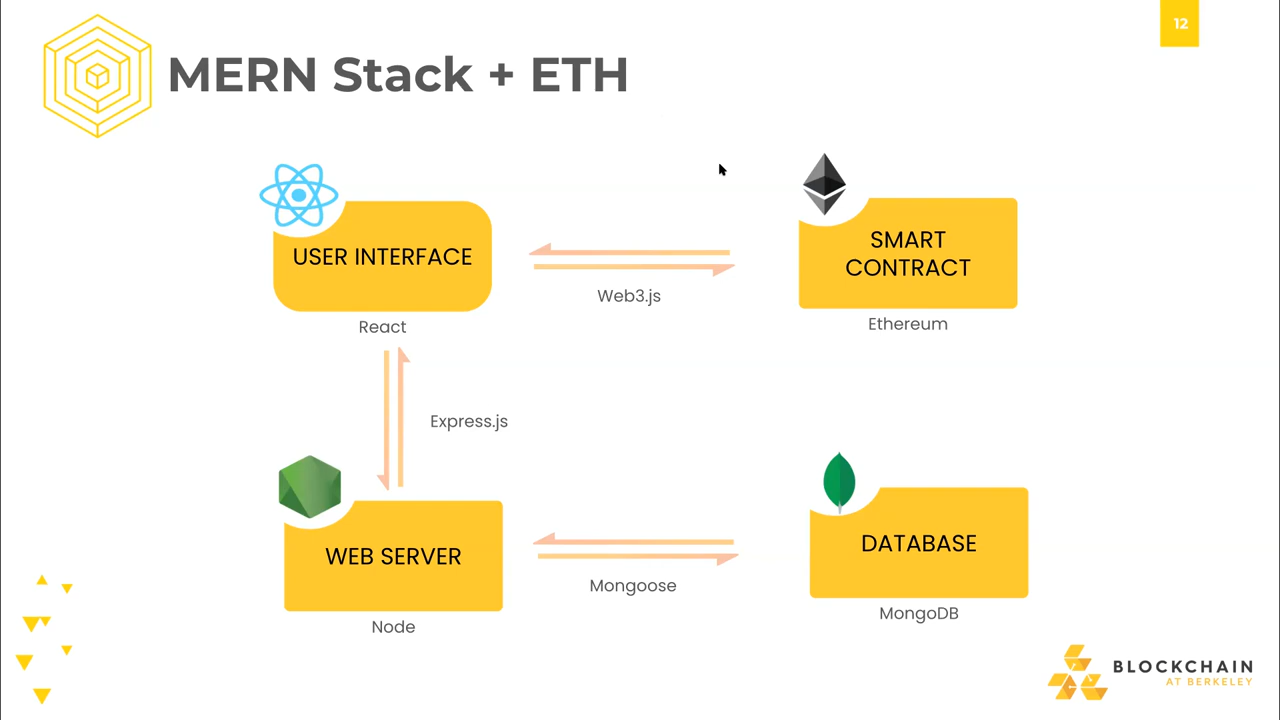 12
MERN Stack + ETH
USER INTERFACE
React
Web3.js
SMART
CONTRACT
Ethereum
Express.js
WEB SERVER
Node
Mongoose
DATABASE
MongoDB
BLOCKCHAIN
AT BERKELEY